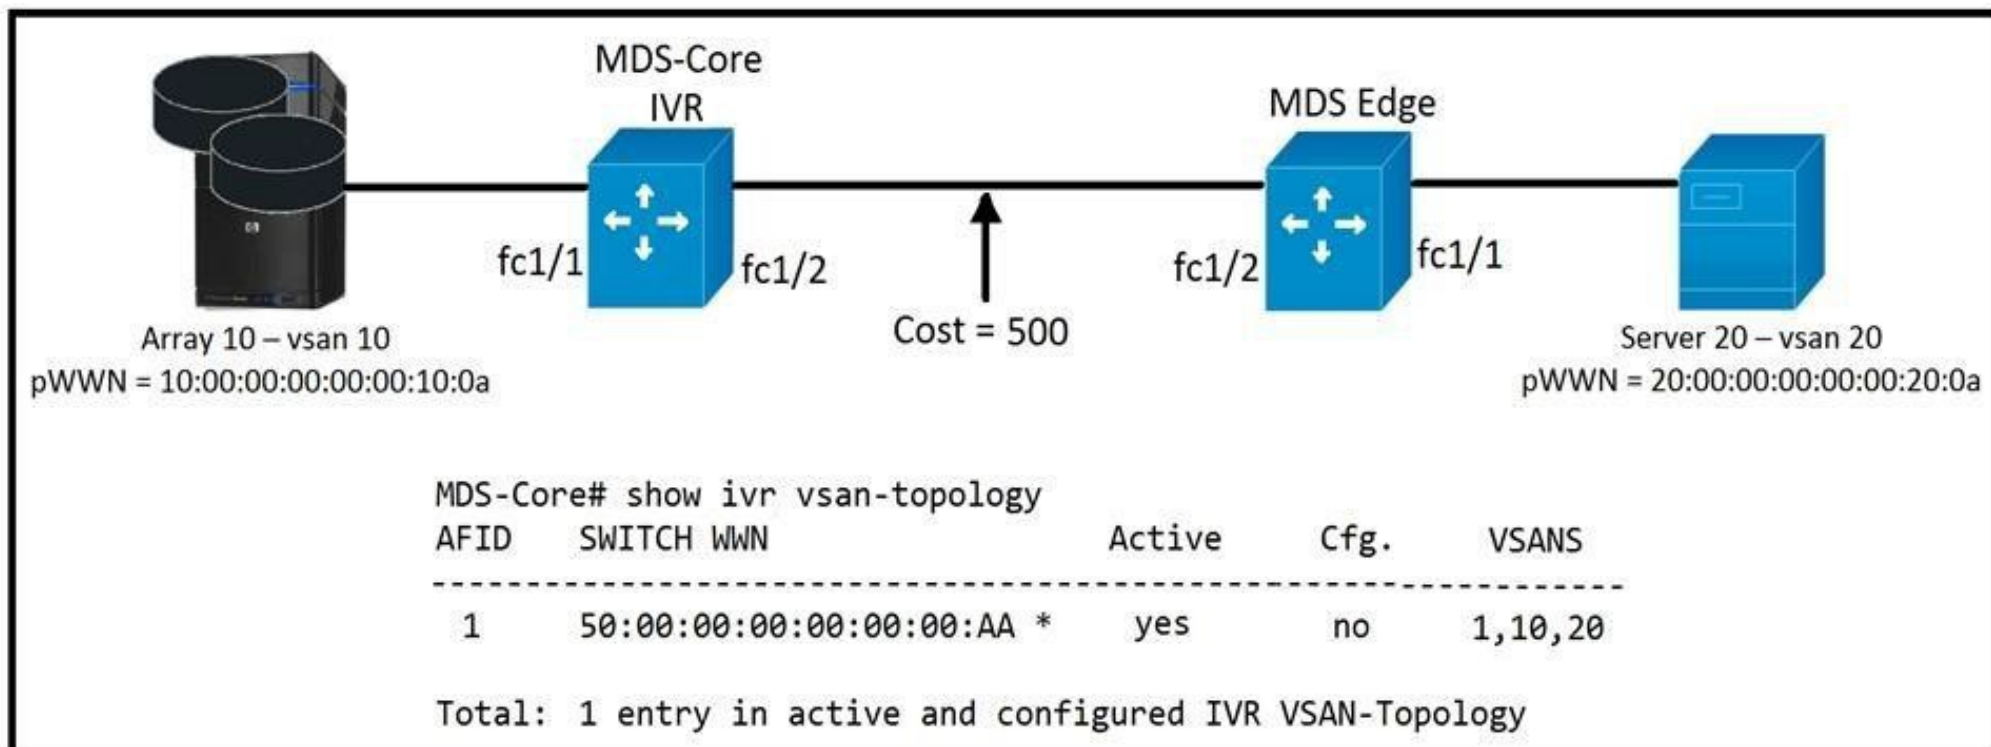 MDS-Core
IVR
MDS Edge
fc1/1
fc1/2
fc1/2
fc1/1
Cost = 500
Array 10 – vsan 10
pWWN = 10:00:00:00:00:00:10:0a
Server 20 – vsan 20
pWWN = 20:00:00:00:00:00:20:0a
MDS-Core# show ivr vsan-topology
AFID SWITCH WWN Active Cfg. VSANS
--------------------------------------------------------------
1 50:00:00:00:00:00:00:AA * yes no 1,10,20
Total: 1 entry in active and configured IVR VSAN-Topology